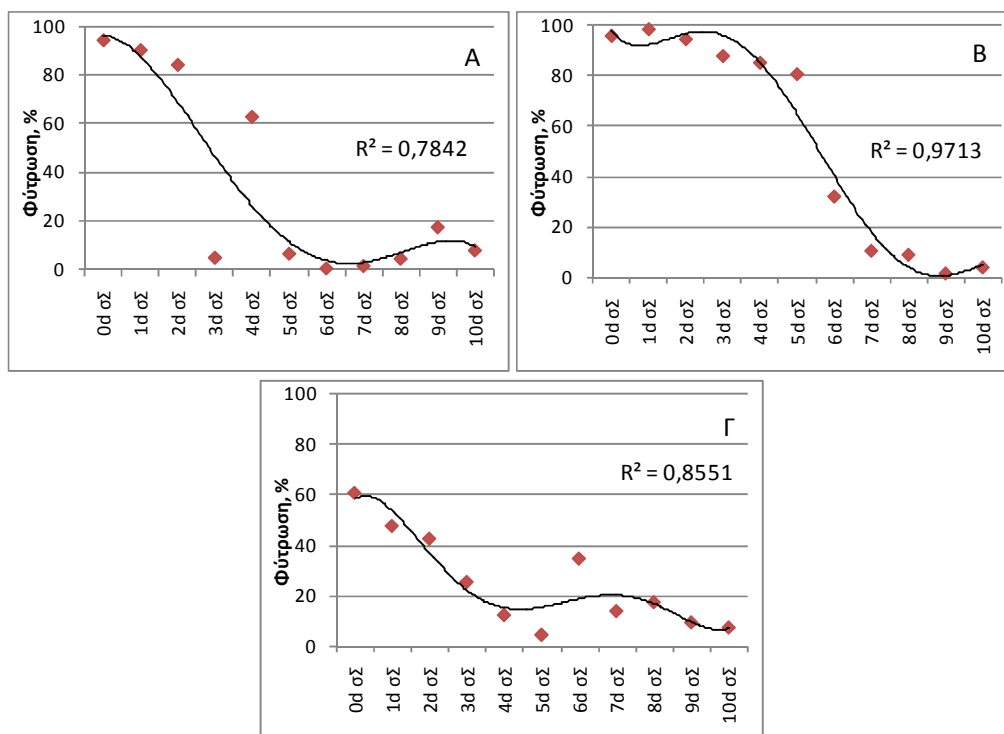 100
80
60
40
20
0
Φύτρωση, %
A
R² = 0,7842
0d σΣ
1d σΣ
2d σΣ
3d σΣ
4d σΣ
5d σΣ
6d σΣ
7d σΣ
8d σΣ
9d σΣ
10d σΣ
100
80
60
40
20
0
Φύτρωση, %
B
R² = 0,9713
0d σΣ
1d σΣ
2d σΣ
3d σΣ
4d σΣ
5d σΣ
6d σΣ
7d σΣ
8d σΣ
9d σΣ
10d σΣ
100
80
60
40
20
0
Φύτρωση, %
Γ
R² = 0,8551
0d σΣ
1d σΣ
2d σΣ
3d σΣ
4d σΣ
5d σΣ
6d σΣ
7d σΣ
8d σΣ
9d σΣ
10d σΣ